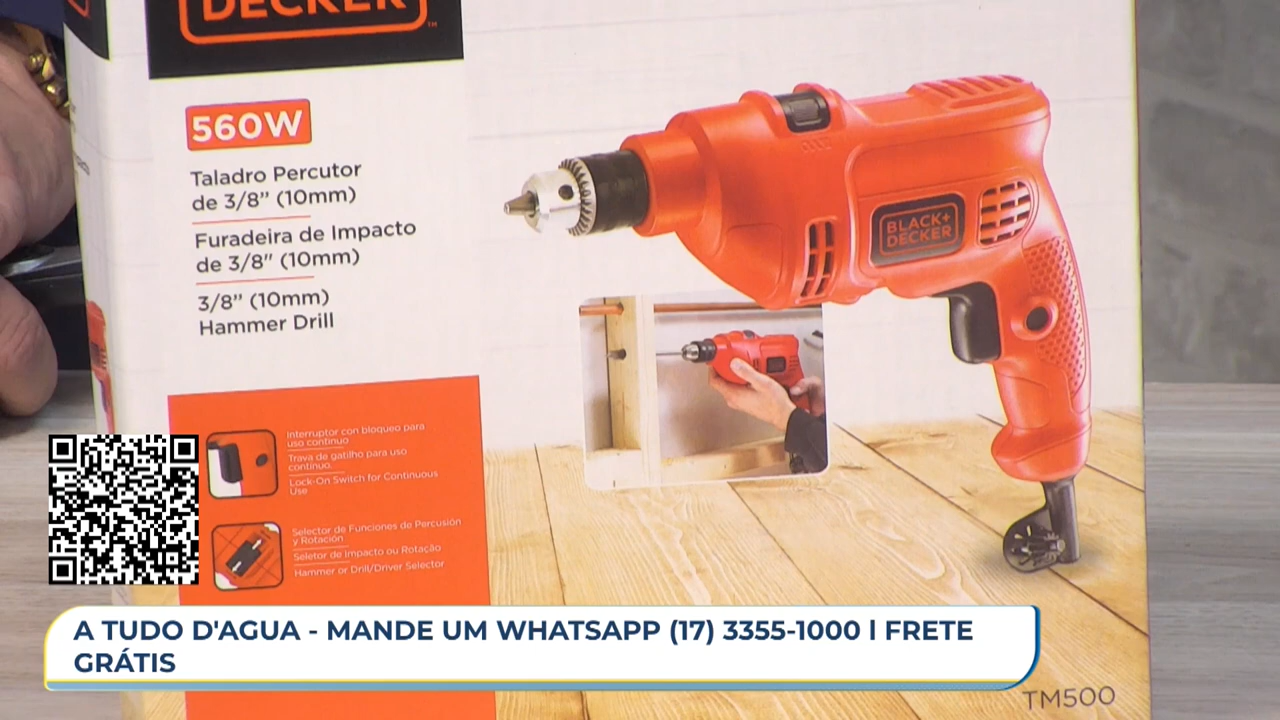 DECKER
560W
Taladro Percutor
de 3/8” (10mm)
Furadeira de Impacto
de 3/8” (10mm)
3/8” (10mm)
Hammer Drill
BLACK+
DECKER
Interruptor con bloqueo para
uso continuo
Trava de gatilho para uso
contínuo.
Lock-On Switch for Continuous
Use
Selector de Funciones de Percusión
y Rotación
Seletor de Impacto ou Rotação
Hammer or Drill/Driver Selector
A TUDO D'AGUA - MANDE UM WHATSAPP (17) 3355-1000 l FRETE
GRÁTIS
TM500